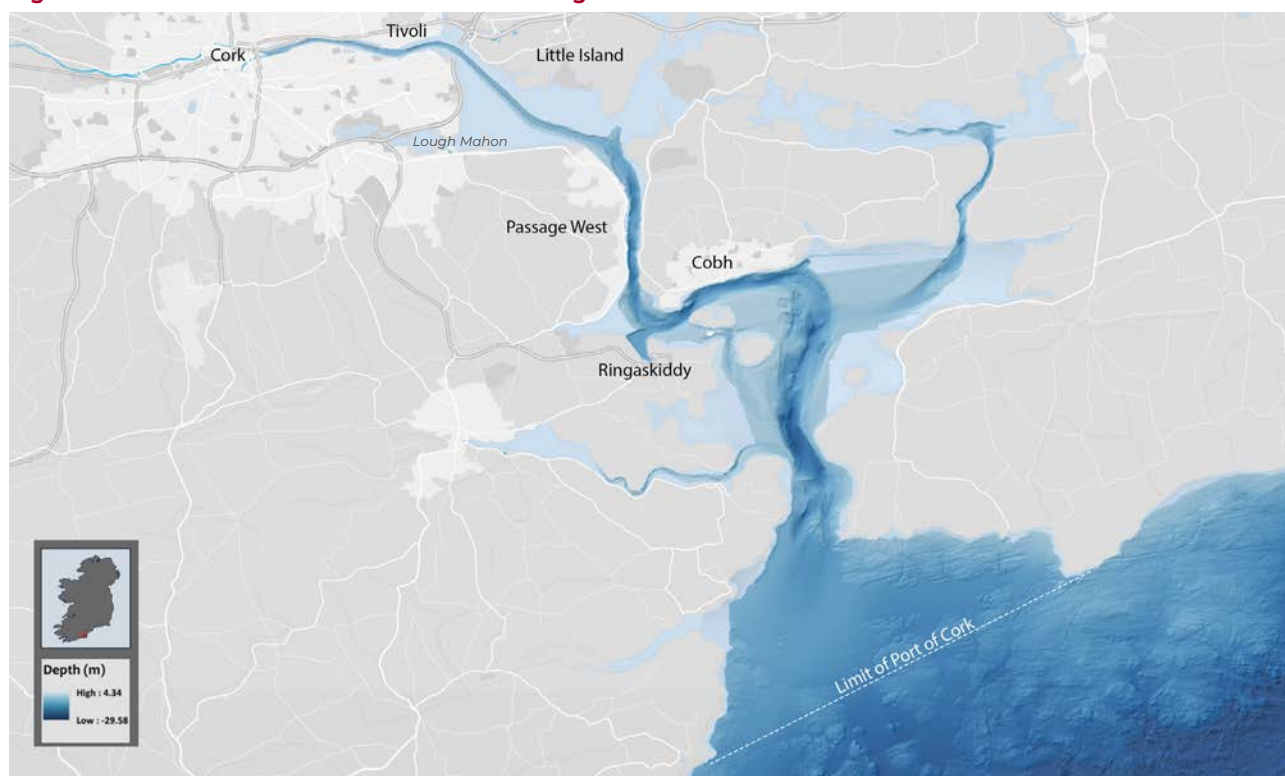 Tivoli
Cork
Little Island
Lough Mahon
Passage West
Cobh
Ringaskiddy
Limit of Port of Cork
Depth (m)
High : 4.34
Low : -29.58